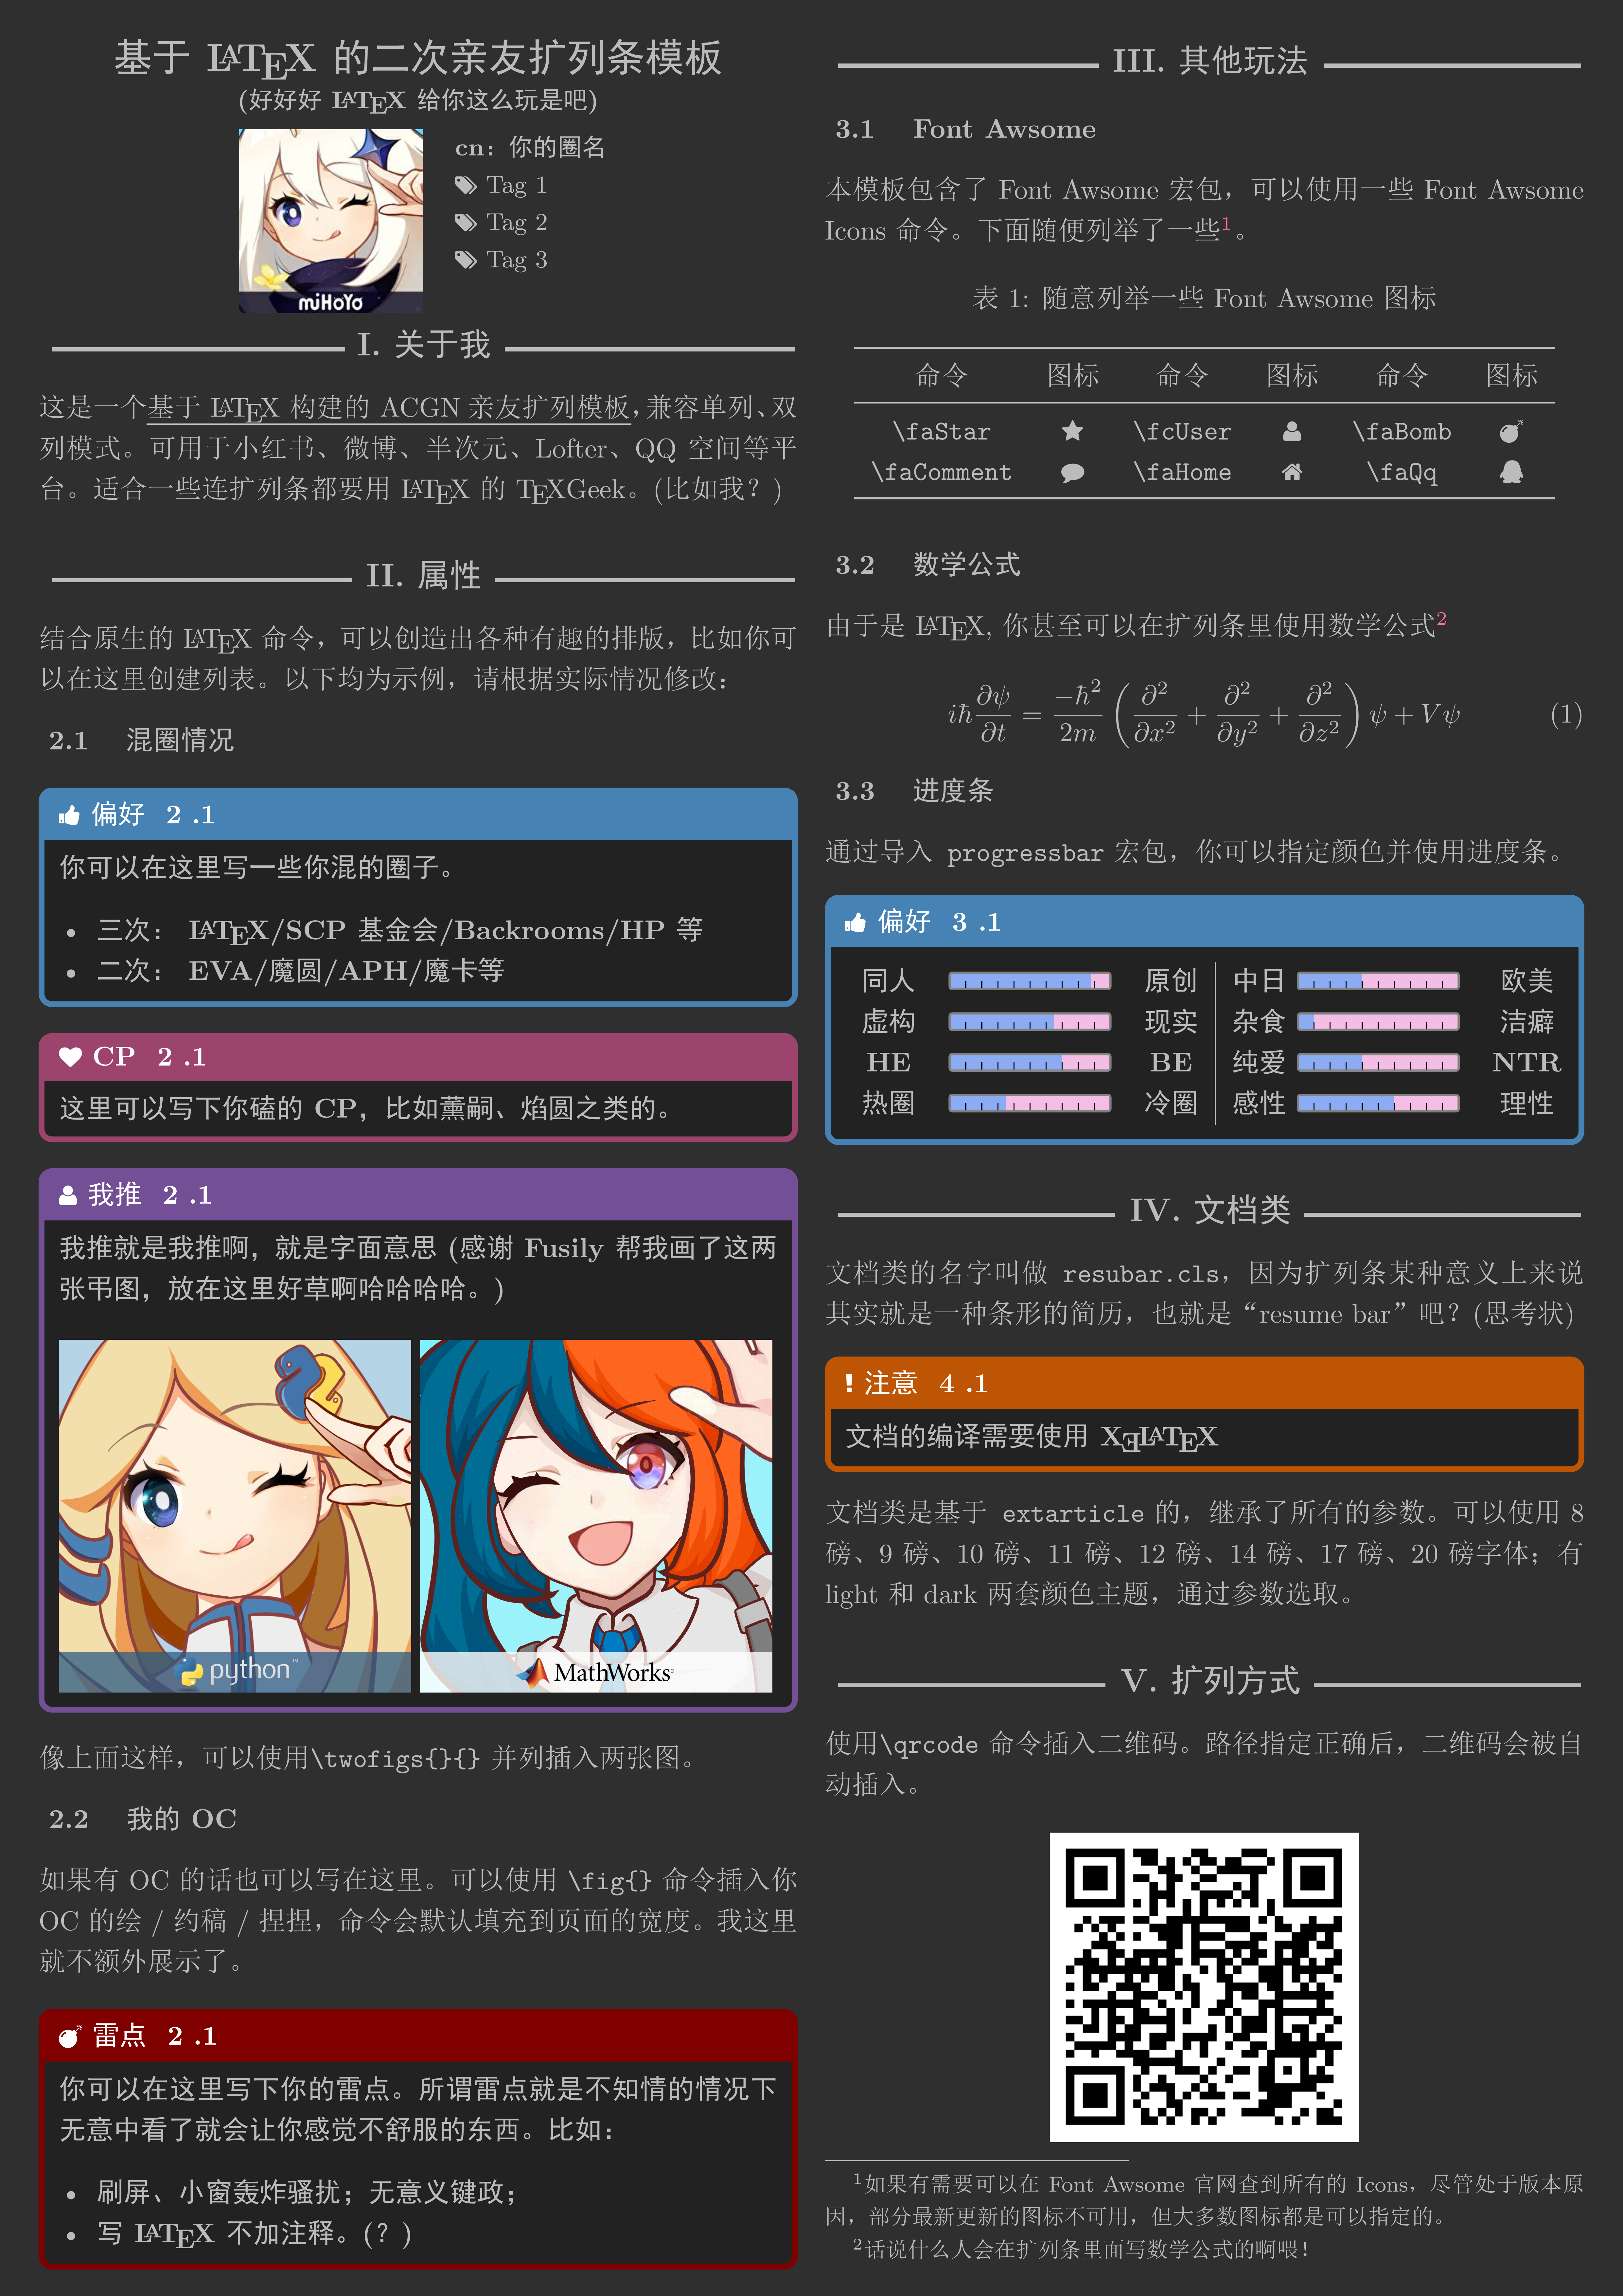 基于 LATEX 的二次亲友扩列条模板
(好好好 LATEX 给你这么玩是吧)
cn：你的圈名
Tag 1
Tag 2
Tag 3
miHoYo
I. 关于我
这是一个基于 LATEX 构建的 ACGN 亲友扩列模板，兼容单列、双
列模式。可用于小红书、微博、半次元、Lofter、QQ 空间等平
台。适合一些连扩列条都要用 LATEX 的 TEXGeek。(比如我？)
II. 属性
结合原生的 LATEX 命令，可以创造出各种有趣的排版，比如你可
以在这里创建列表。以下均为示例，请根据实际情况修改：
2.1 混圈情况
偏好 2 .1
你可以在这里写一些你混的圈子。
• 三次： LATEX/SCP 基金会/Backrooms/HP 等
• 二次： EVA/魔圆/APH/魔卡等
CP 2 .1
这里可以写下你磕的 CP，比如薰嗣、焰圆之类的。
我推 2 .1
我推就是我推啊，就是字面意思 (感谢 Fusily 帮我画了这两
张弔图，放在这里好草啊哈哈哈哈。)
python™
MathWorks®
像上面这样，可以使用\twofigs{}{} 并列插入两张图。
2.2 我的 OC
如果有 OC 的话也可以写在这里。可以使用 \fig{} 命令插入你
OC 的绘 / 约稿 / 捏捏，命令会默认填充到页面的宽度。我这里
就不额外展示了。
雷点 2 .1
你可以在这里写下你的雷点。所谓雷点就是不知情的情况下
无意中看了就会让你感觉不舒服的东西。比如：
• 刷屏、小窗轰炸骚扰；无意义键政；
• 写 LATEX 不加注释。(？)
III. 其他玩法
3.1 Font Awsome
本模板包含了 Font Awsome 宏包，可以使用一些 Font Awsome
Icons 命令。下面随便列举了一些1。
表 1: 随意列举一些 Font Awsome 图标
命令 图标 命令 图标 命令 图标
\faStar \fcUser \faBomb
\faComment \faHome \faQq
3.2 数学公式
由于是 LATEX, 你甚至可以在扩列条里使用数学公式2
iℏ ∂ψ/∂t = −ℏ²/2m (∂²/∂x² + ∂²/∂y² + ∂²/∂z²) ψ + Vψ (1)
3.3 进度条
通过导入 progressbar 宏包，你可以指定颜色并使用进度条。
偏好 3 .1
同人 原创 中日 欧美
虚构 现实 杂食 洁癖
HE BE 纯爱 NTR
热圈 冷圈 感性 理性
IV. 文档类
文档类的名字叫做 resubar.cls，因为扩列条某种意义上来说
其实就是一种条形的简历，也就是“resume bar”吧？(思考状)
注意 4 .1
文档的编译需要使用 XƎLATEX
文档类是基于 extarticle 的，继承了所有的参数。可以使用 8
磅、9 磅、10 磅、11 磅、12 磅、14 磅、17 磅、20 磅字体；有
light 和 dark 两套颜色主题，通过参数选取。
V. 扩列方式
使用\qrcode 命令插入二维码。路径指定正确后，二维码会被自
动插入。
1如果有需要可以在 Font Awsome 官网查到所有的 Icons，尽管处于版本原
因，部分最新更新的图标不可用，但大多数图标都是可以指定的。
2话说什么人会在扩列条里面写数学公式的啊喂！